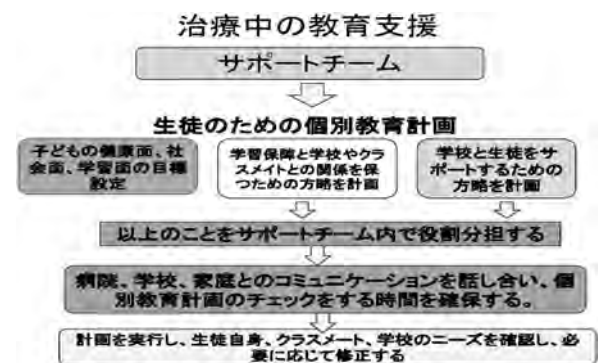 治療中の教育支援
サポートチーム
生徒のための個別教育計画
子どもの健康面、社
会面、学習面の目標
設定
学習保障と学校やクラ
スメイトとの関係を保
つための方略を計画
学校と生徒をサ
ポートするための
方略を計画
以上のことをサポートチーム内で役割分担する
病院、学校、家庭とのコミュニケーションを話し合い、個
別教育計画のチェックをする時間を確保する。
計画を実行し、生徒自身、クラスメート、学校のニーズを確認し、必
要に応じて修正する